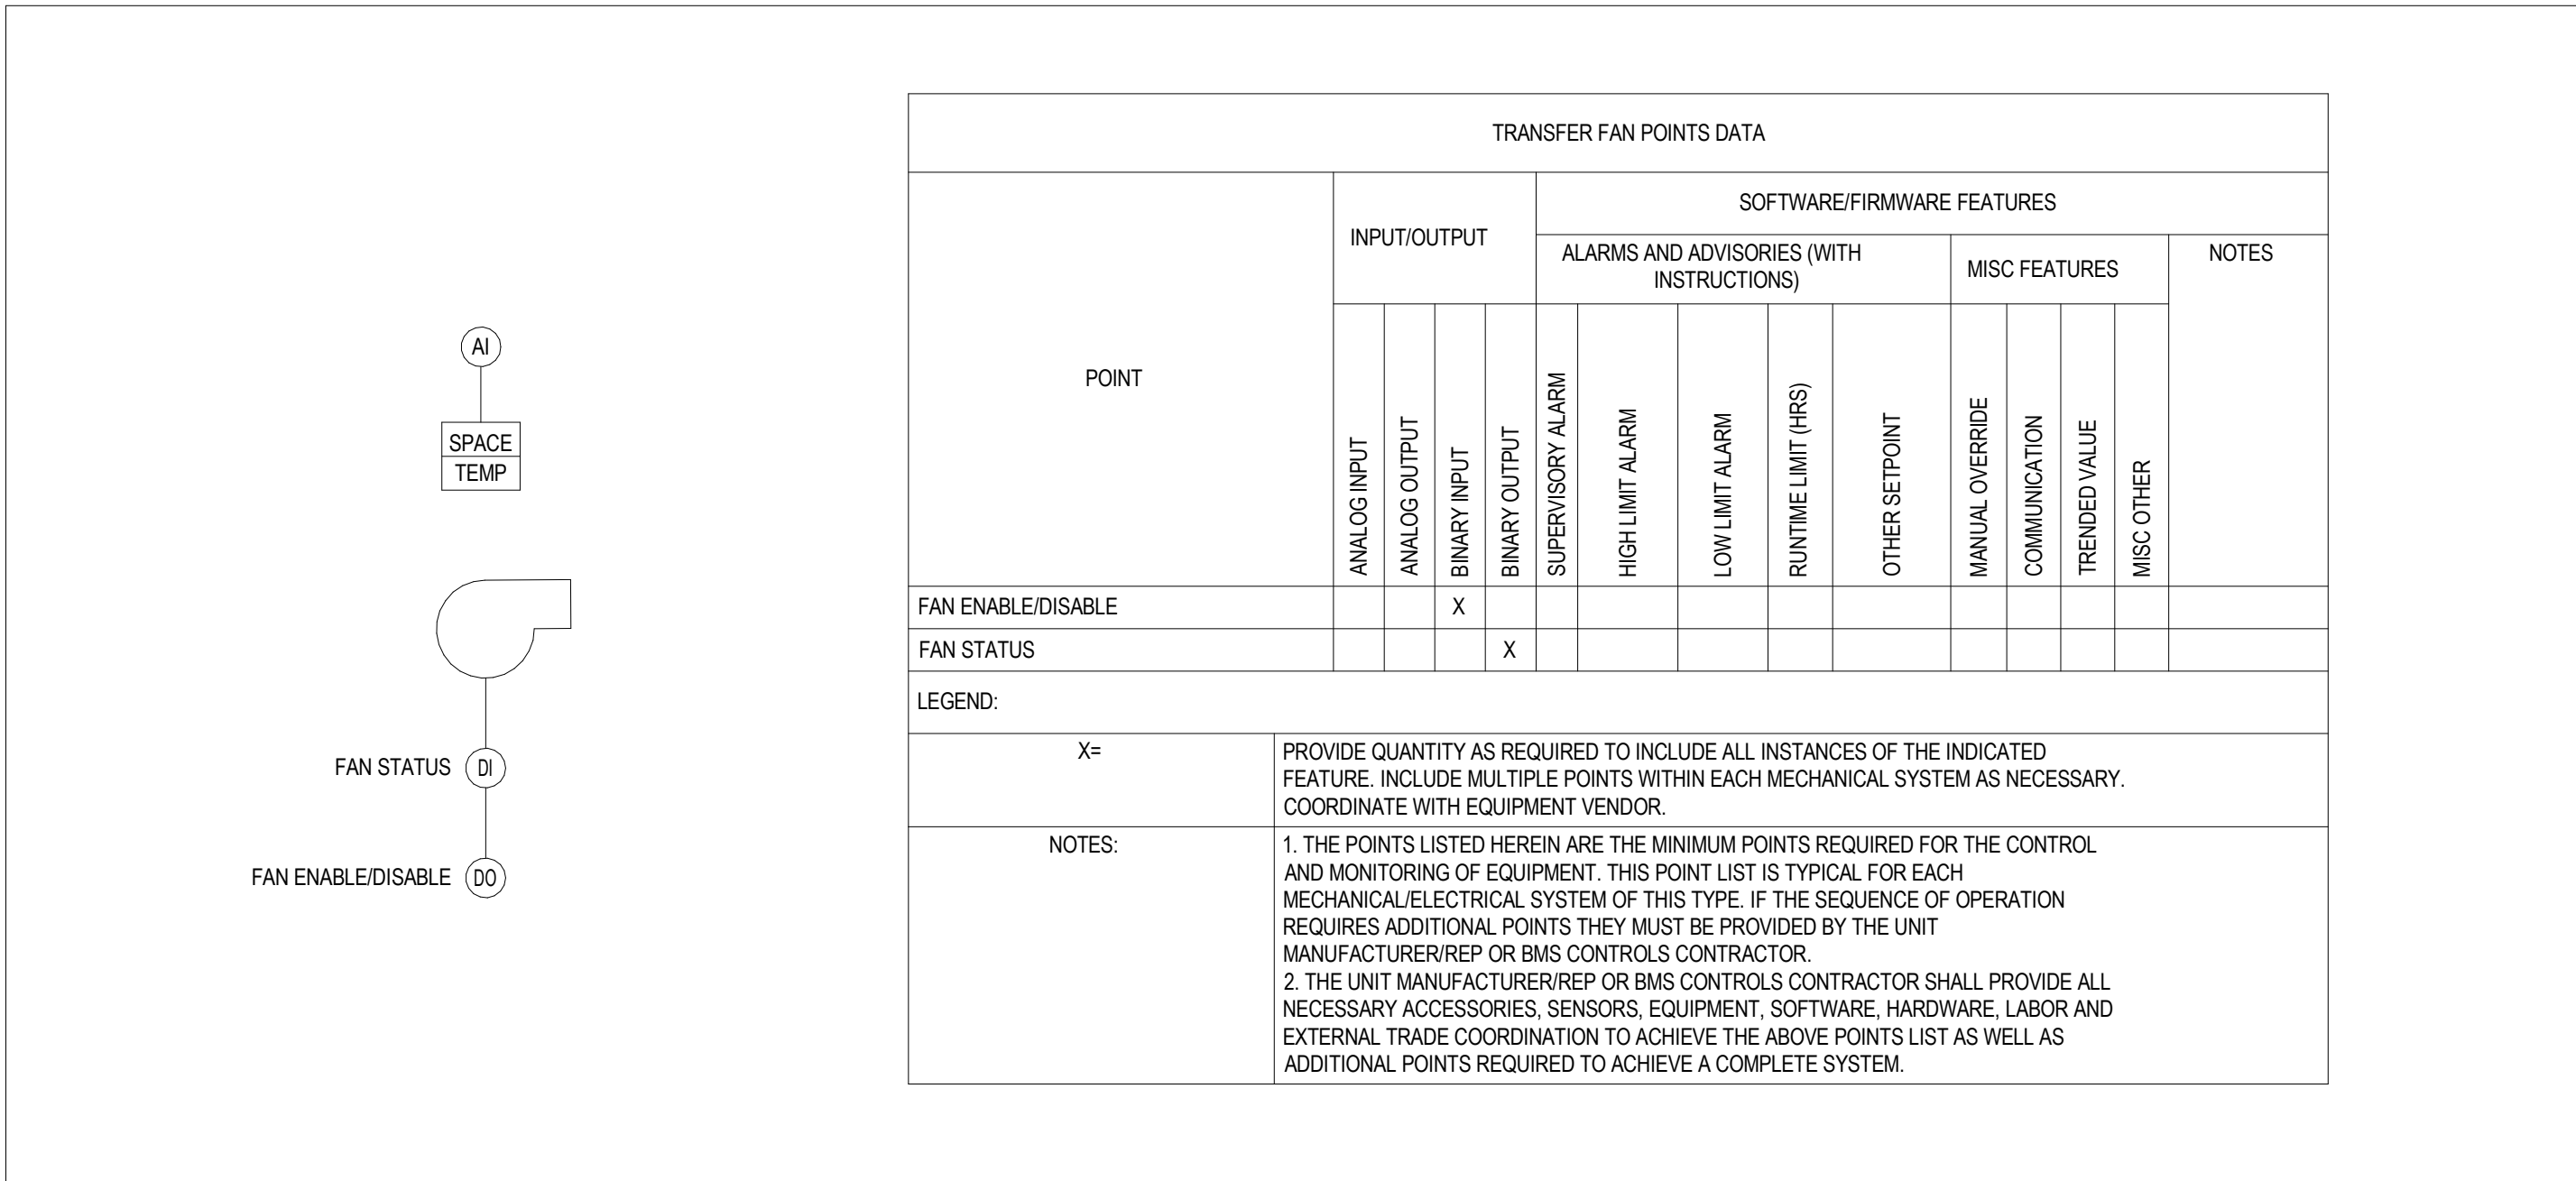 AI
SPACE
TEMP
FAN STATUS DI
FAN ENABLE/DISABLE DO
TRANSFER FAN POINTS DATA
POINT
INPUT/OUTPUT
SOFTWARE/FIRMWARE FEATURES
ALARMS AND ADVISORIES (WITH
INSTRUCTIONS)
MISC FEATURES
NOTES
ANALOG INPUT
ANALOG OUTPUT
BINARY INPUT
BINARY OUTPUT
SUPERVISORY ALARM
HIGH LIMIT ALARM
LOW LIMIT ALARM
RUNTIME LIMIT (HRS)
OTHER SETPOINT
MANUAL OVERRIDE
COMMUNICATION
TRENDED VALUE
MISC OTHER
FAN ENABLE/DISABLE X
FAN STATUS X
LEGEND:
X= PROVIDE QUANTITY AS REQUIRED TO INCLUDE ALL INSTANCES OF THE INDICATED
FEATURE. INCLUDE MULTIPLE POINTS WITHIN EACH MECHANICAL SYSTEM AS NECESSARY.
COORDINATE WITH EQUIPMENT VENDOR.
NOTES: 1. THE POINTS LISTED HEREIN ARE THE MINIMUM POINTS REQUIRED FOR THE CONTROL
AND MONITORING OF EQUIPMENT. THIS POINT LIST IS TYPICAL FOR EACH
MECHANICAL/ELECTRICAL SYSTEM OF THIS TYPE. IF THE SEQUENCE OF OPERATION
REQUIRES ADDITIONAL POINTS THEY MUST BE PROVIDED BY THE UNIT
MANUFACTURER/REP OR BMS CONTROLS CONTRACTOR.
2. THE UNIT MANUFACTURER/REP OR BMS CONTROLS CONTRACTOR SHALL PROVIDE ALL
NECESSARY ACCESSORIES, SENSORS, EQUIPMENT, SOFTWARE, HARDWARE, LABOR AND
EXTERNAL TRADE COORDINATION TO ACHIEVE THE ABOVE POINTS LIST AS WELL AS
ADDITIONAL POINTS REQUIRED TO ACHIEVE A COMPLETE SYSTEM.